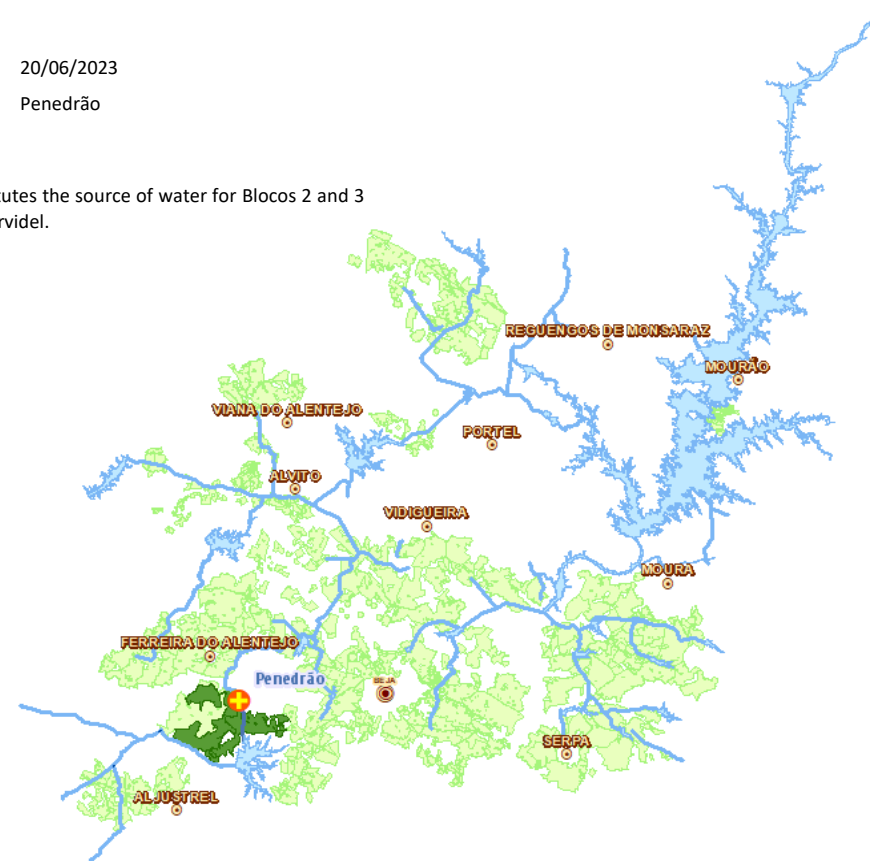 20/06/2023
Penedrão
utes the source of water for Blocos 2 and 3
rvidel.
REGUENGOS DE MONSARAZ
MOURÃO
VIANA DO ALENTEJO
PORTEL
ALVITO
VIDIGUEIRA
MOURA
FERREIRA DO ALENTEJO
Penedrão
BEJA
SERPA
ALJUSTREL